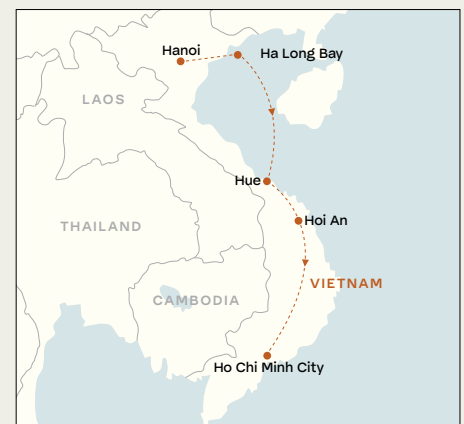 Hanoi
Ha Long Bay
LAOS
Hue
Hoi An
THAILAND
VIETNAM
CAMBODIA
Ho Chi Minh City